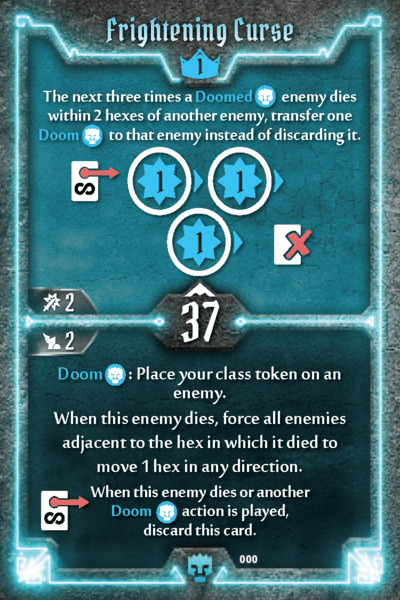 Frightening Curse
1
The next three times a Doomed enemy dies
within 2 hexes of another enemy, transfer one
Doom to that enemy instead of discarding it.
S
1
1
1
2
37
2
Doom : Place your class token on an
enemy.
When this enemy dies, force all enemies
adjacent to the hex in which it died to
move 1 hex in any direction.
S
When this enemy dies or another
Doom action is played,
discard this card.
000